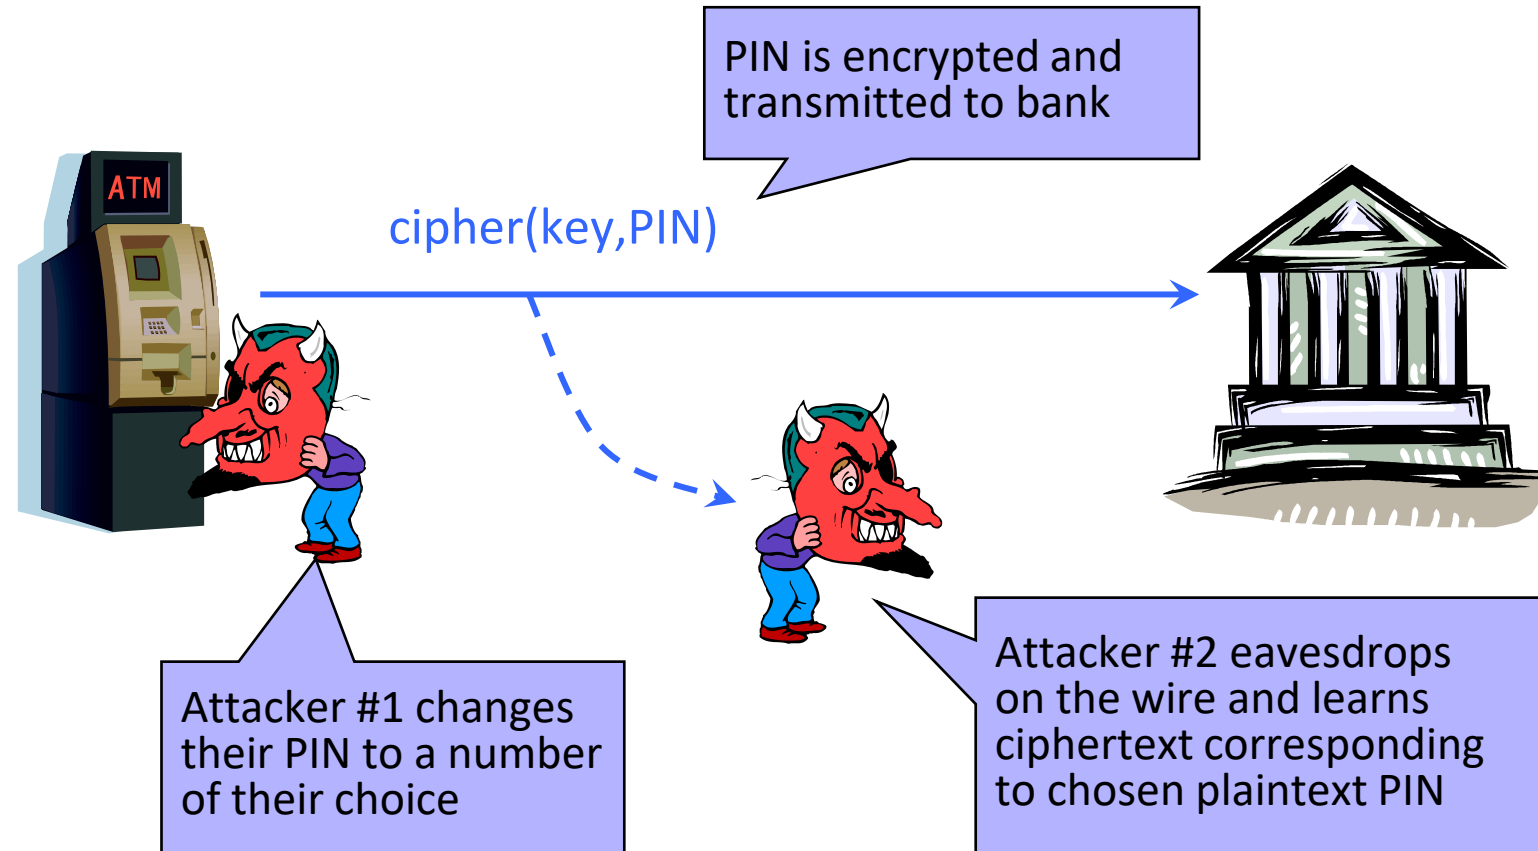 PIN is encrypted and
transmitted to bank
ATM
cipher(key,PIN)
Attacker #1 changes
their PIN to a number
of their choice
Attacker #2 eavesdrops
on the wire and learns
ciphertext corresponding
to chosen plaintext PIN